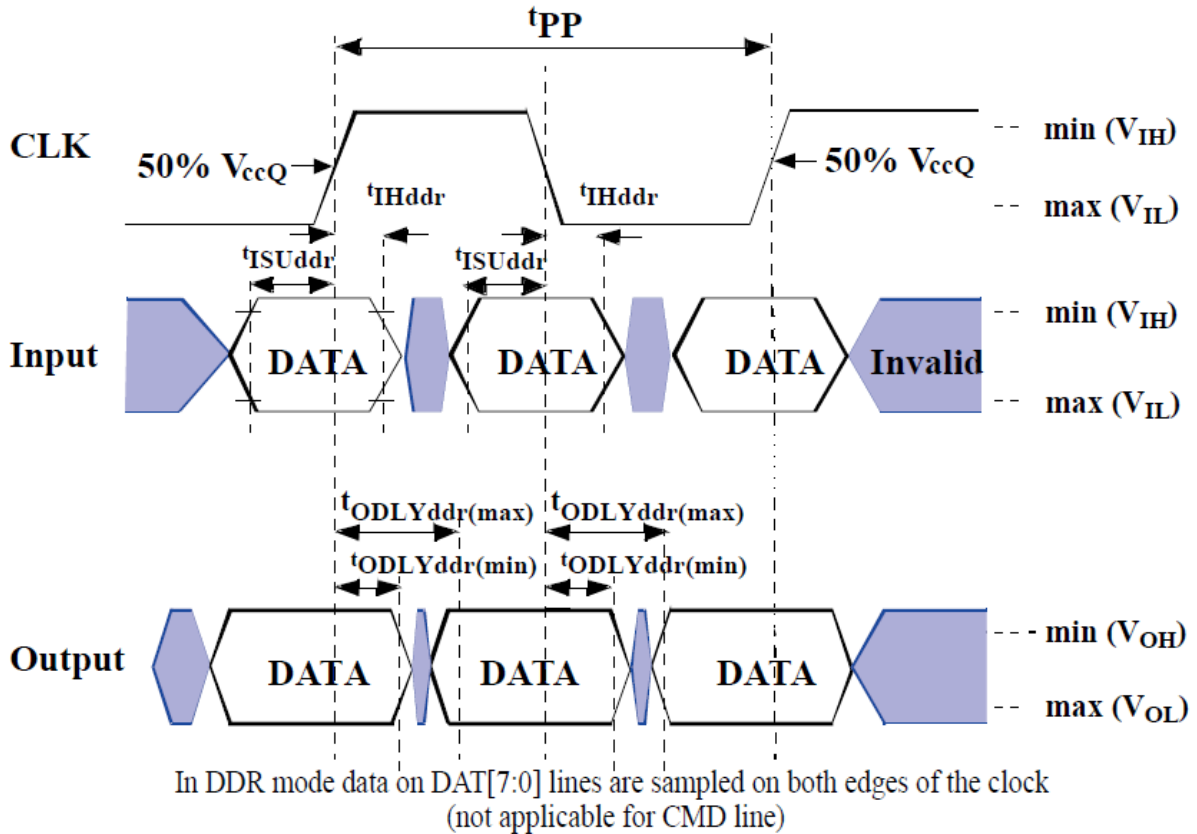 tPP
CLK
50% VccQ
50% VccQ
min (VIH)
max (VIL)
tIHddr
tIHddr
tISUddr
tISUddr
Input
DATA
DATA
DATA
Invalid
min (VIH)
max (VIL)
tODLYddr(max)
tODLYddr(max)
tODLYddr(min)
tODLYddr(min)
Output
DATA
DATA
DATA
min (VOH)
max (VOL)
In DDR mode data on DAT[7:0] lines are sampled on both edges of the clock
(not applicable for CMD line)